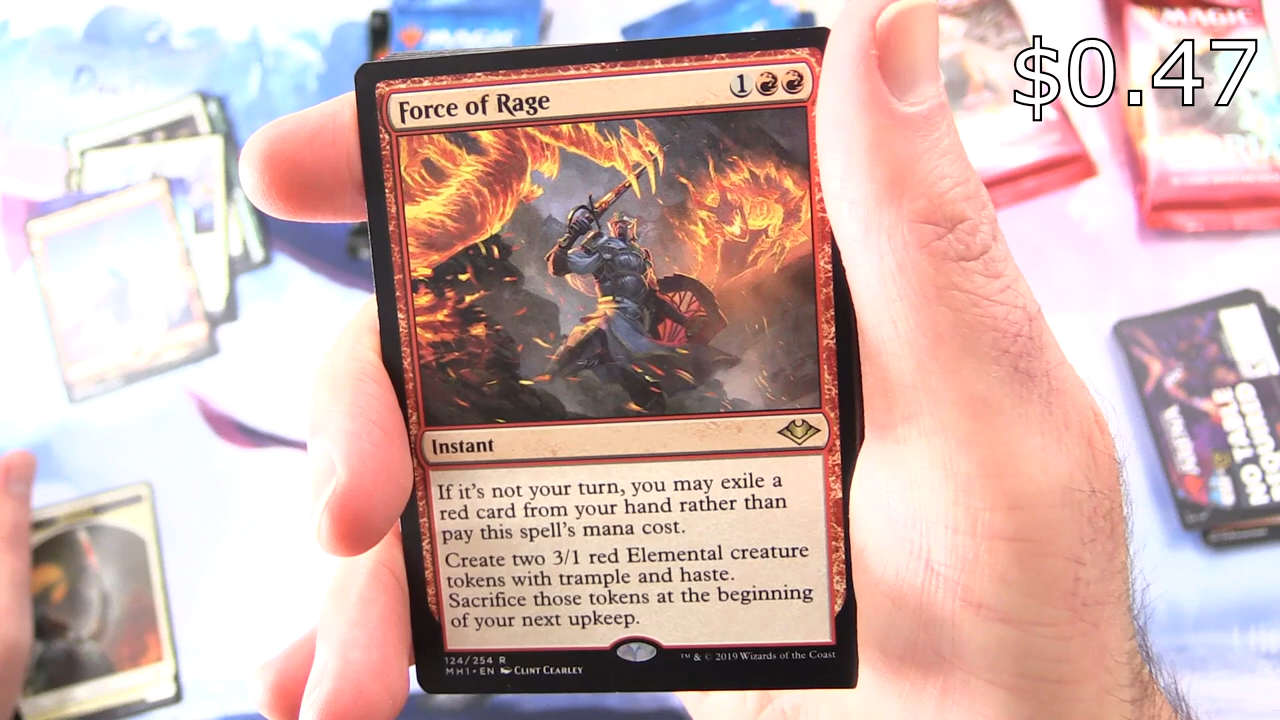 $0.47
MAGIC
Force of Rage
1
Instant
If it's not your turn, you may exile a
red card from your hand rather than
pay this spell's mana cost.
Create two 3/1 red Elemental creature
tokens with trample and haste.
Sacrifice those tokens at the beginning
of your next upkeep.
124/254 R
MH1 • EN CLINT CEARLEY
™ & © 2019 Wizards of the Coast